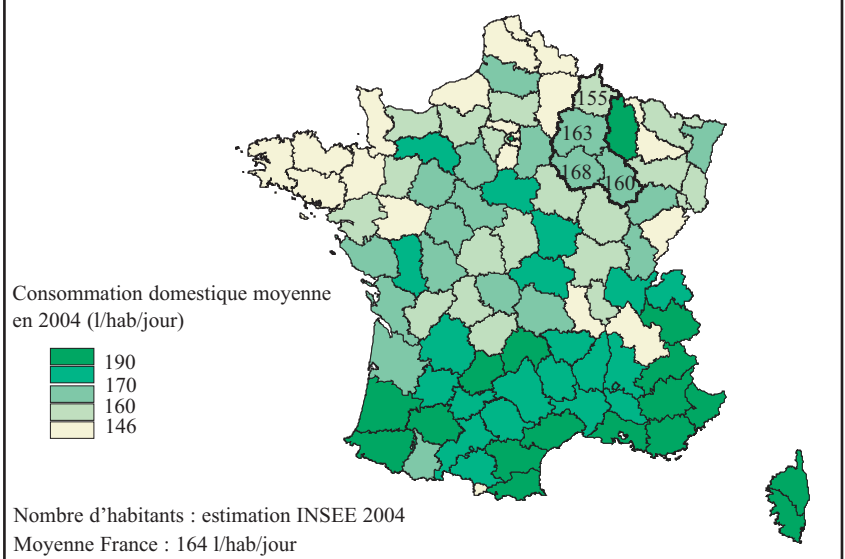 155
163
168
160
Consommation domestique moyenne
en 2004 (l/hab/jour)
190
170
160
146
Nombre d’habitants : estimation INSEE 2004
Moyenne France : 164 l/hab/jour